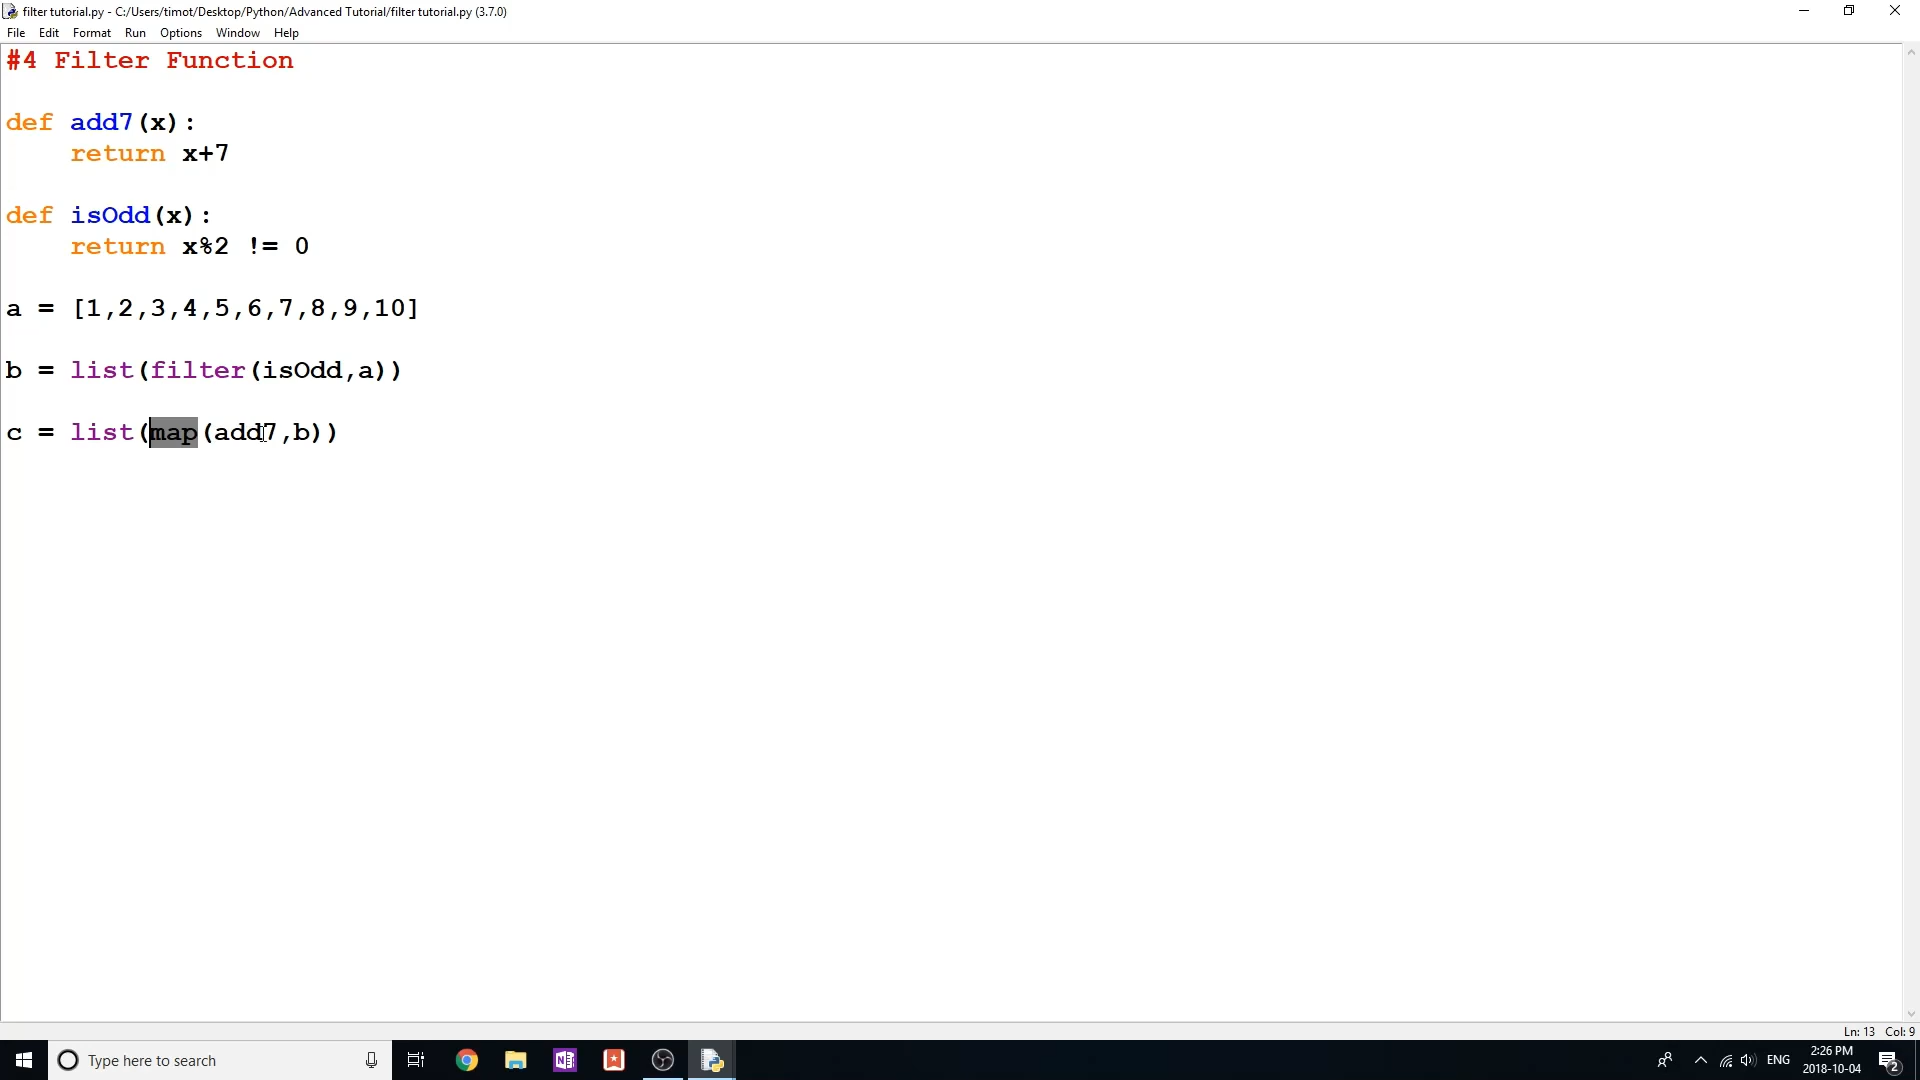 filter tutorial.py - C:/Users/timot/Desktop/Python/Advanced Tutorial/filter tutorial.py (3.7.0)
File Edit Format Run Options Window Help
#4 Filter Function
def add7(x):
return x+7
def isOdd(x):
return x%2 != 0
a = [1,2,3,4,5,6,7,8,9,10]
b = list(filter(isOdd,a))
c = list(map(add7,b))
Ln: 13 Col: 9
Type here to search
N
ENG
2:26 PM
2018-10-04
2